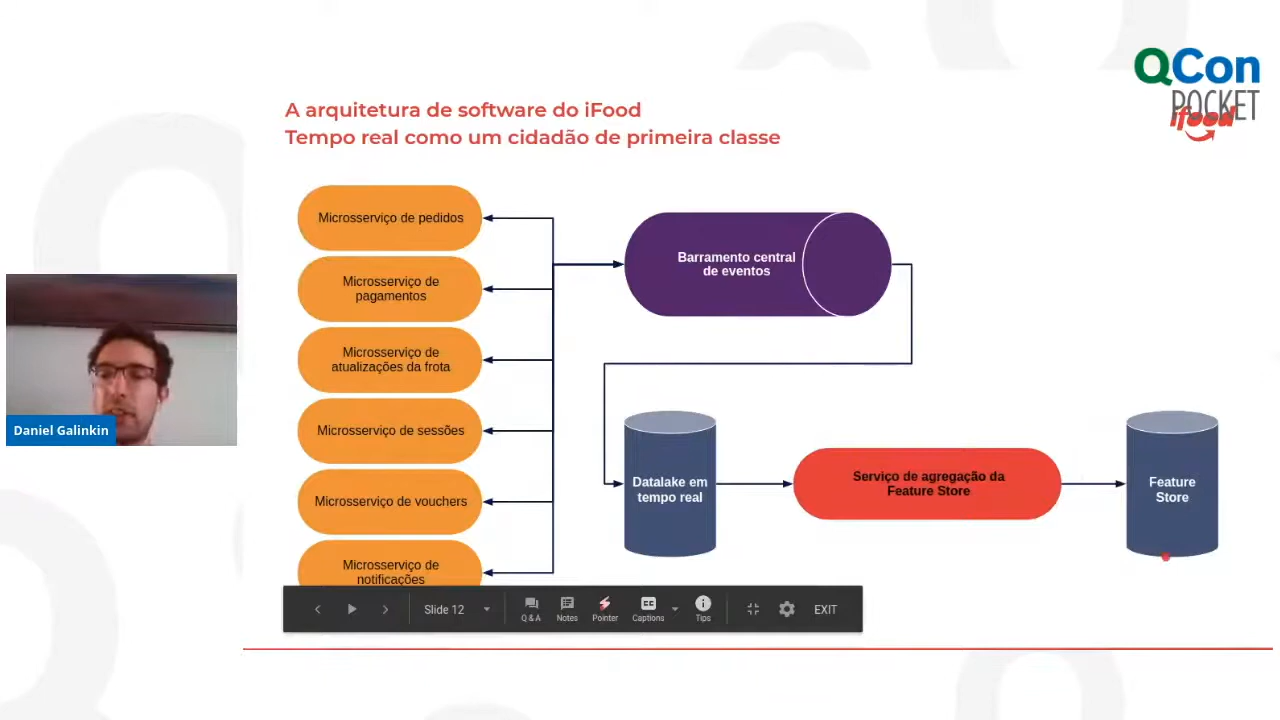 QCon
POCKET
ifood
A arquitetura de software do iFood
Tempo real como um cidadão de primeira classe
Microsserviço de pedidos
Microsserviço de
pagamentos
Microsserviço de
atualizações da frota
Microsserviço de sessões
Microsserviço de vouchers
Microsserviço de
notificações
Barramento central
de eventos
Datalake em
tempo real
Serviço de agregação da
Feature Store
Feature
Store
Daniel Galinkin
Slide 12
Q & A
Notes
Pointer
CC
Captions
Tips
EXIT